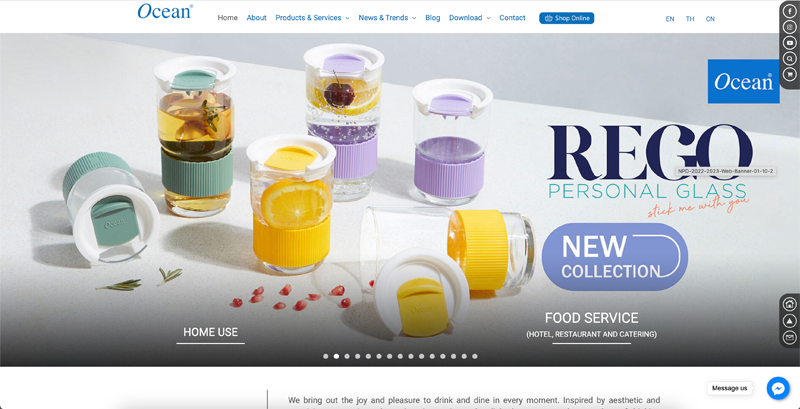 Ocean®
Home About Products & Services News & Trends Blog Download Contact Shop Online EN TH CN
Ocean®
REGO
NPD-2022-2023-Web-Banner-01-10-2
PERSONAL GLASS
stick me with you
NEW
COLLECTION
HOME USE
FOOD SERVICE
(HOTEL, RESTAURANT AND CATERING)
Message us
We bring out the joy and pleasure to drink and dine in every moment. Inspired by aesthetic and